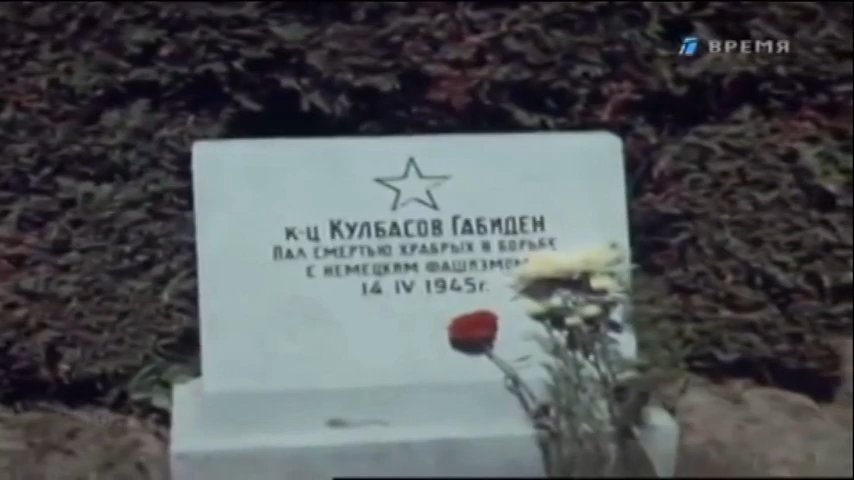 ВРЕМЯ
к-ц КУЛБАСОВ ГАБИДЕН
ПАЛ СМЕРТЬЮ ХРАБРЫХ В БОРЬБЕ
С НЕМЕЦКИМ ФАШИЗМОМ
14 IV 1945г.